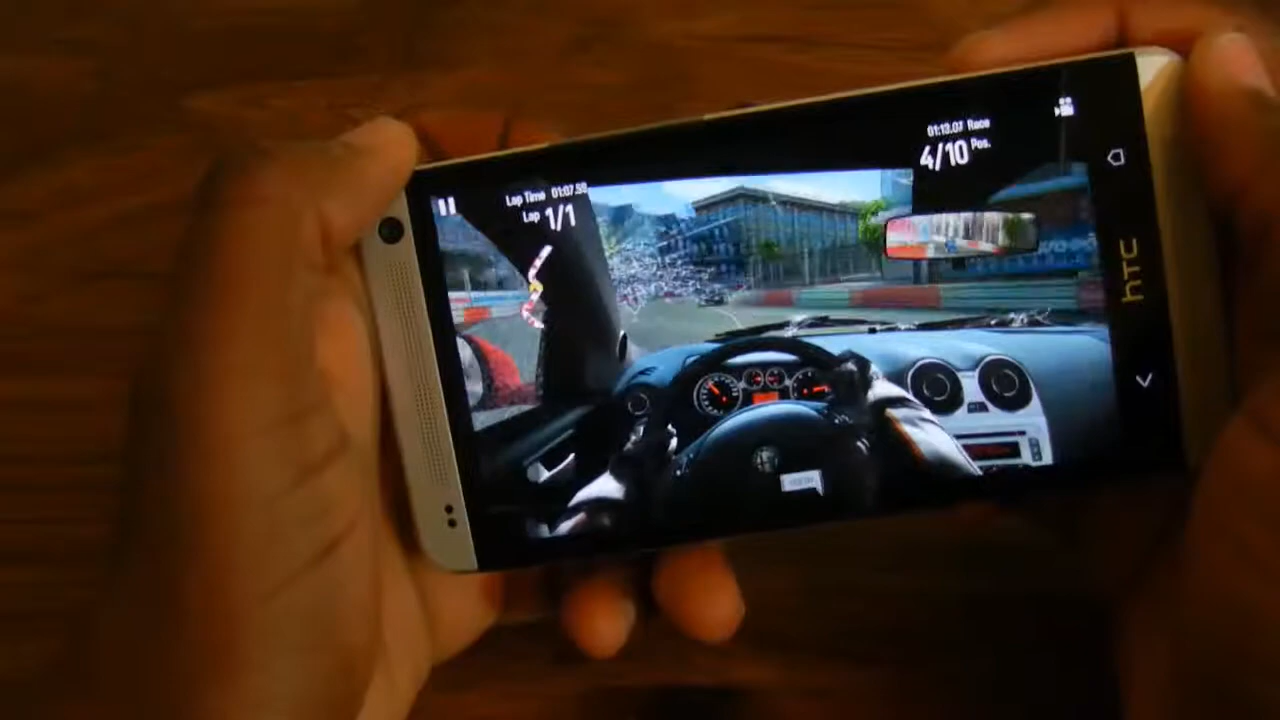 Lap Time 01:07.59
Lap 1/1
01:13.07 Race
4/10 Pos.
hTC